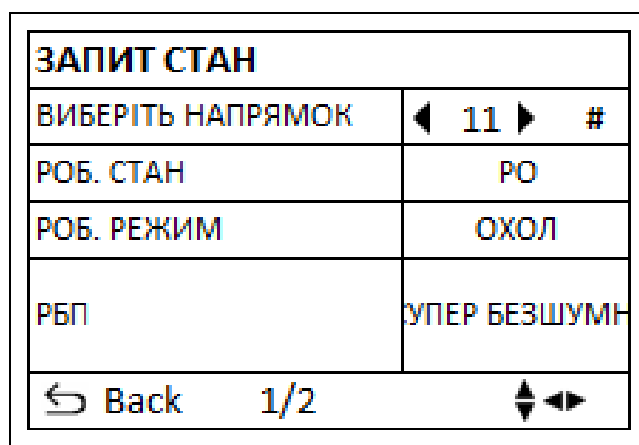 ЗАПИТ СТАН
ВИБЕРІТЬ НАПРЯМОК ◀ 11 ▶ #
РОБ. СТАН РО
РОБ. РЕЖИМ ОХОЛ
РБП УПЕР БЕЗШУМН
Back 1/2